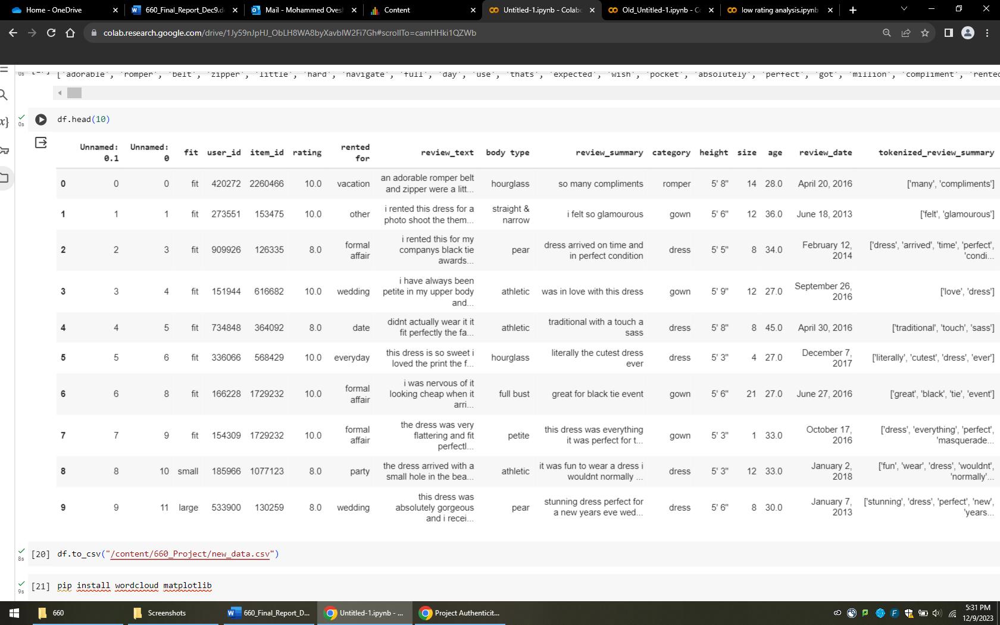 Home - OneDrive
660_Final_Report_Dec9.d
Mail - Mohammed Oves
Content
Untitled-1.ipynb - Colab
Old_Untitled-1.ipynb - C
low rating analysis.ipynb
colab.research.google.com/drive/1Jy59nJpHJ_ObLH8WA8byXavblW2Fi7Gh#scrollTo=camHHki1QZWb
0s
['adorable', 'romper', 'belt', 'zipper', 'little', 'hard', 'navigate', 'full', 'day', 'use', 'thats', 'expected', 'wish', 'pocket', 'absolutely', 'perfect', 'got', 'million', 'compliment', 'rented
0s df.head(10)
Unnamed: 0.1 Unnamed: 0 fit user_id item_id rating rented for review_text body type review_summary category height size age review_date tokenized_review_summary
0 0 0 fit 420272 2260466 10.0 vacation an adorable romper belt and zipper were a litt... hourglass so many compliments romper 5' 8" 14 28.0 April 20, 2016 ['many', 'compliments']
1 1 1 fit 273551 153475 10.0 other i rented this dress for a photo shoot the them... straight & narrow i felt so glamourous gown 5' 6" 12 36.0 June 18, 2013 ['felt', 'glamourous']
2 2 3 fit 909926 126335 8.0 formal affair i rented this for my companys black tie awards... pear dress arrived on time and in perfect condition dress 5' 5" 8 34.0 February 12, 2014 ['dress', 'arrived', 'time', 'perfect', 'condi...
3 3 4 fit 151944 616682 10.0 wedding i have always been petite in my upper body and... athletic was in love with this dress gown 5' 9" 12 27.0 September 26, 2016 ['love', 'dress']
4 4 5 fit 734848 364092 8.0 date didnt actually wear it it fit perfectly the fa... athletic traditional with a touch a sass dress 5' 8" 8 45.0 April 30, 2016 ['traditional', 'touch', 'sass']
5 5 6 fit 336066 568429 10.0 everyday this dress is so sweet i loved the print the f... hourglass literally the cutest dress ever dress 5' 3" 4 27.0 December 7, 2017 ['literally', 'cutest', 'dress', 'ever']
6 6 8 fit 166228 1729232 10.0 formal affair i was nervous of it looking cheap when it arri... full bust great for black tie event gown 5' 6" 21 27.0 June 27, 2016 ['great', 'black', 'tie', 'event']
7 7 9 fit 154309 1729232 10.0 formal affair the dress was very flattering and fit perfectl... petite this dress was everything it was perfect for t... gown 5' 3" 1 33.0 October 17, 2016 ['dress', 'everything', 'perfect', 'masquerade...
8 8 10 small 185966 1077123 8.0 party the dress arrived with a small hole in the bea... athletic it was fun to wear a dress i wouldnt normally ... dress 5' 3" 12 33.0 January 2, 2018 ['fun', 'wear', 'dress', 'wouldnt', 'normally'...
9 9 11 large 533900 130259 8.0 wedding this dress was absolutely gorgeous and i recei... pear stunning dress perfect for a new years eve wed... dress 5' 6" 8 30.0 January 7, 2013 ['stunning', 'dress', 'perfect', 'new', 'years...
8s [20] df.to_csv("/content/660_Project/new_data.csv")
9s [21] pip install wordcloud matplotlib
660
Screenshots
660_Final_Report_D...
Untitled-1.ipynb - ...
Project Authenticit...
5:31 PM
12/9/2023